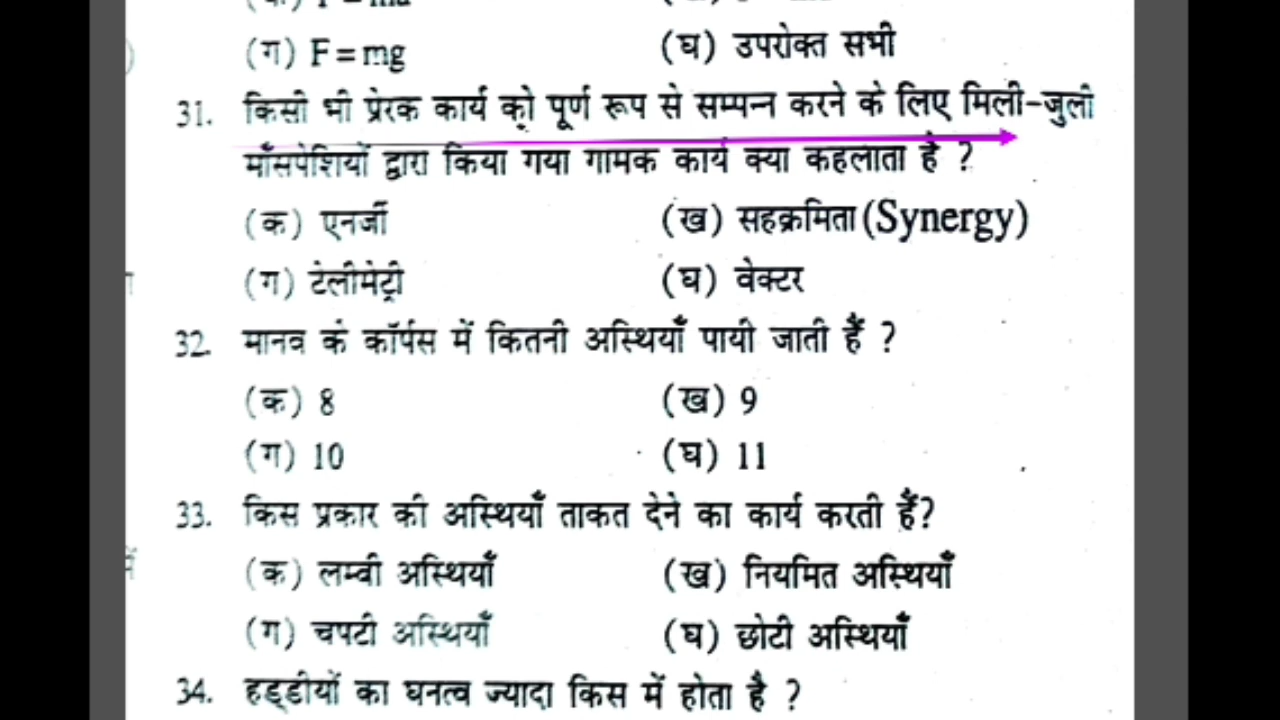 (ग) F=mg (घ) उपरोक्त सभी
31. किसी भी प्रेरक कार्य को पूर्ण रूप से सम्पन्न करने के लिए मिली-जुली
माँसपेशियों द्वारा किया गया गामक कार्य क्या कहलाता है ?
(क) एनर्जी (ख) सहक्रमिता (Synergy)
(ग) टेलीमेट्री (घ) वेक्टर
32. मानव के कॉर्पस में कितनी अस्थियाँ पायी जाती हैं ?
(क) 8 (ख) 9
(ग) 10 (घ) 11
33. किस प्रकार की अस्थियाँ ताकत देने का कार्य करती हैं?
(क) लम्बी अस्थियाँ (ख) नियमित अस्थियाँ
(ग) चपटी अस्थियाँ (घ) छोटी अस्थियाँ
34. हड्डीयों का घनत्व ज्यादा किस में होता है ?